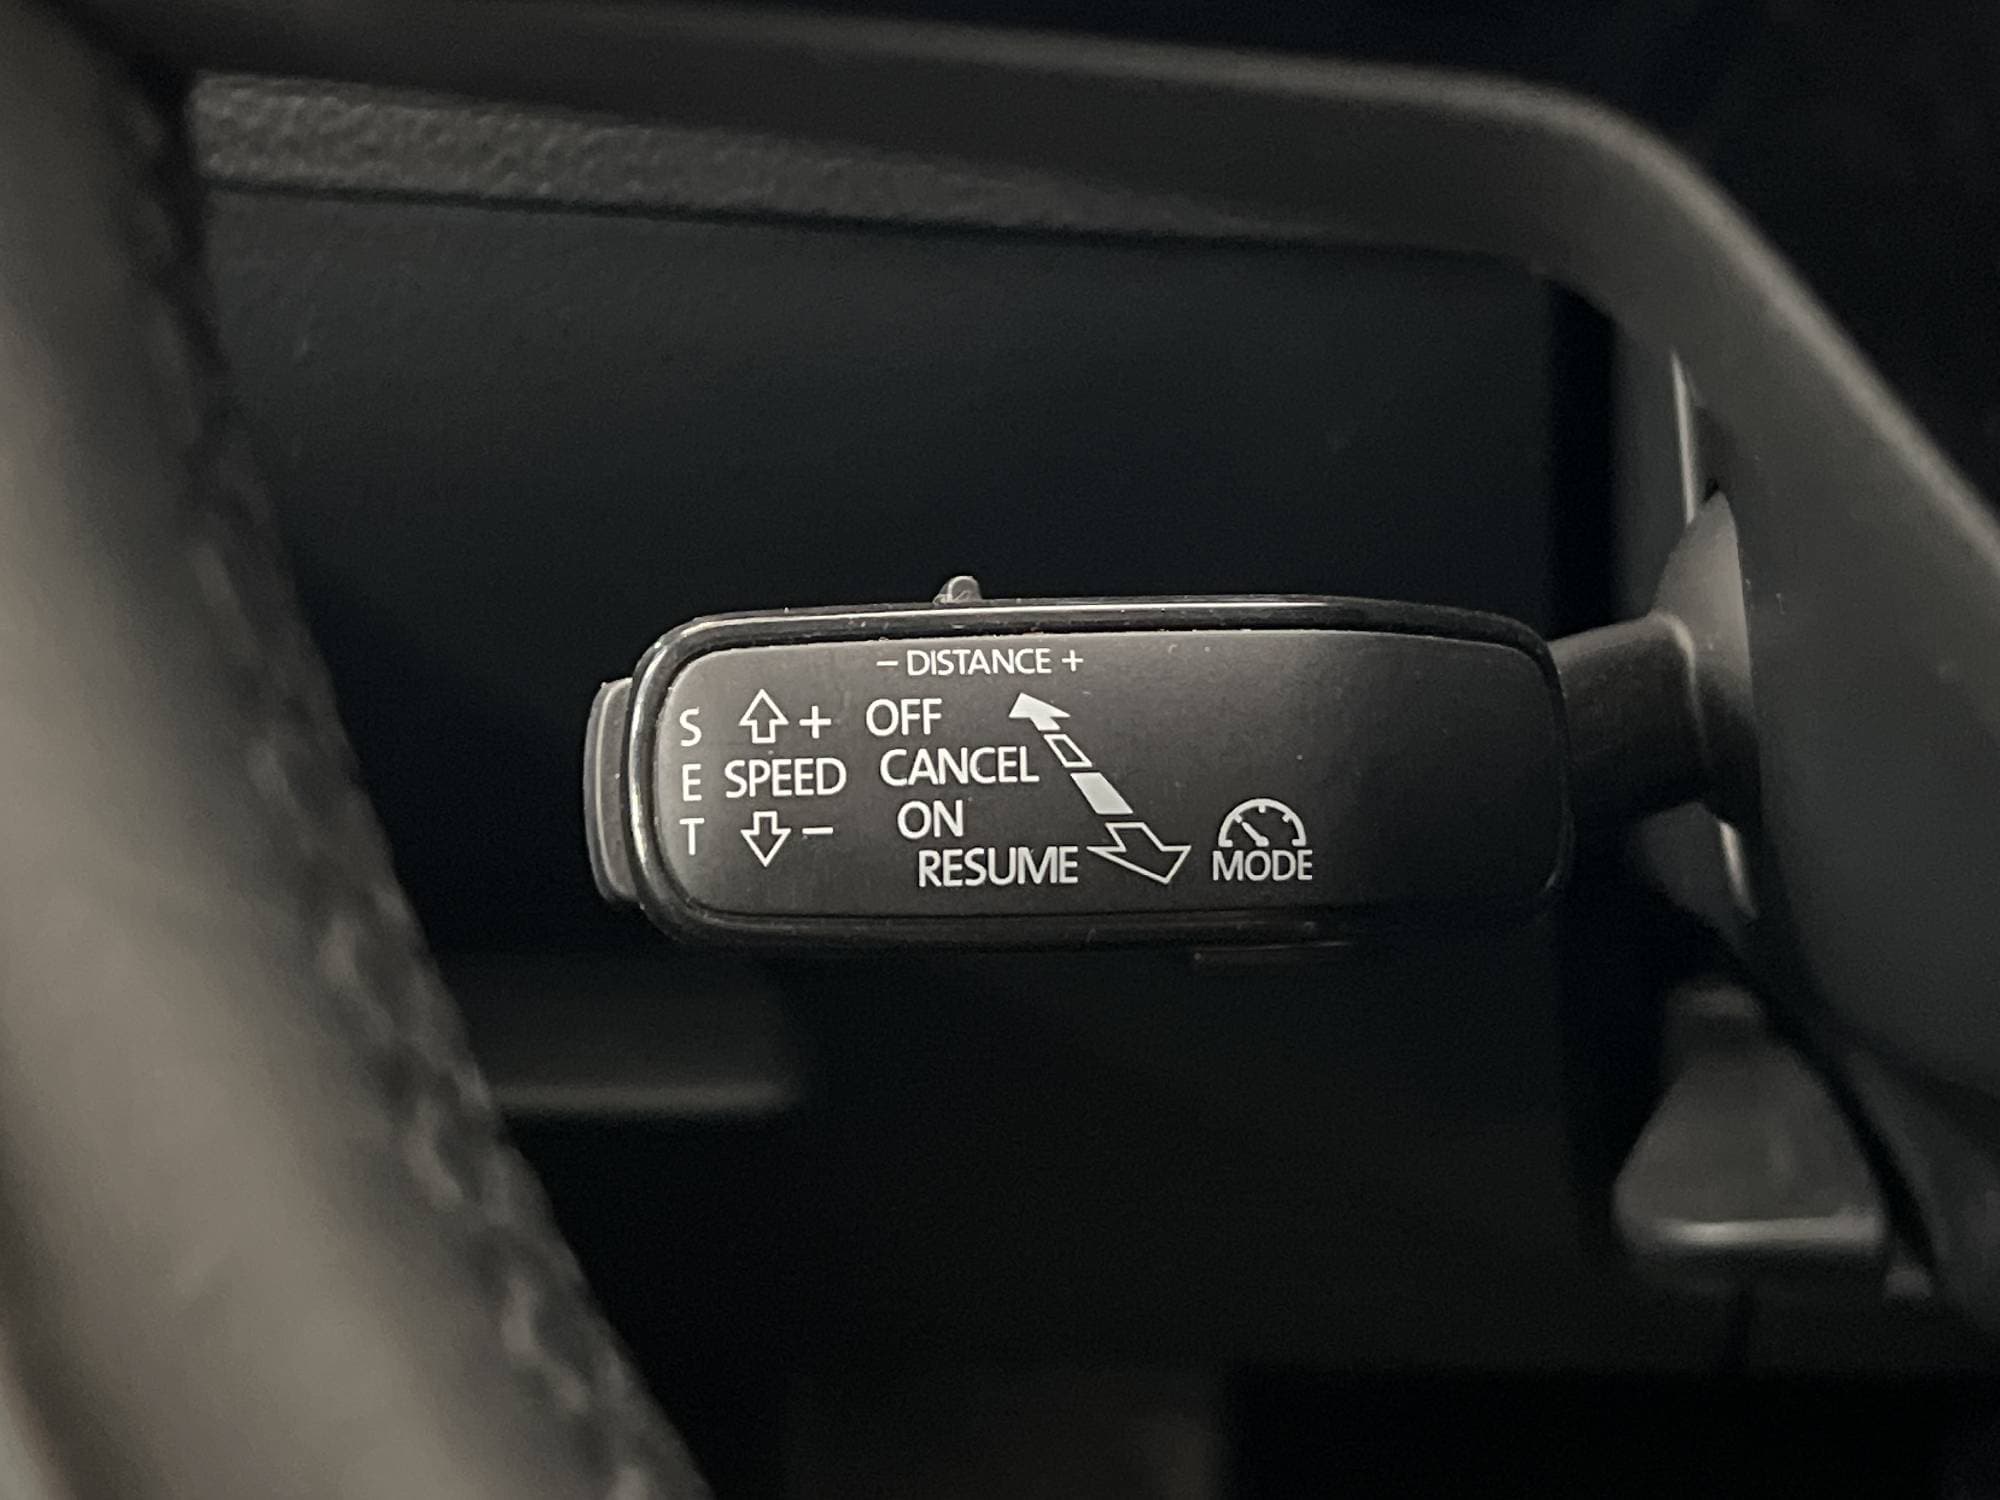 – DISTANCE +
S + OFF
E SPEED CANCEL
T – ON
RESUME
MODE